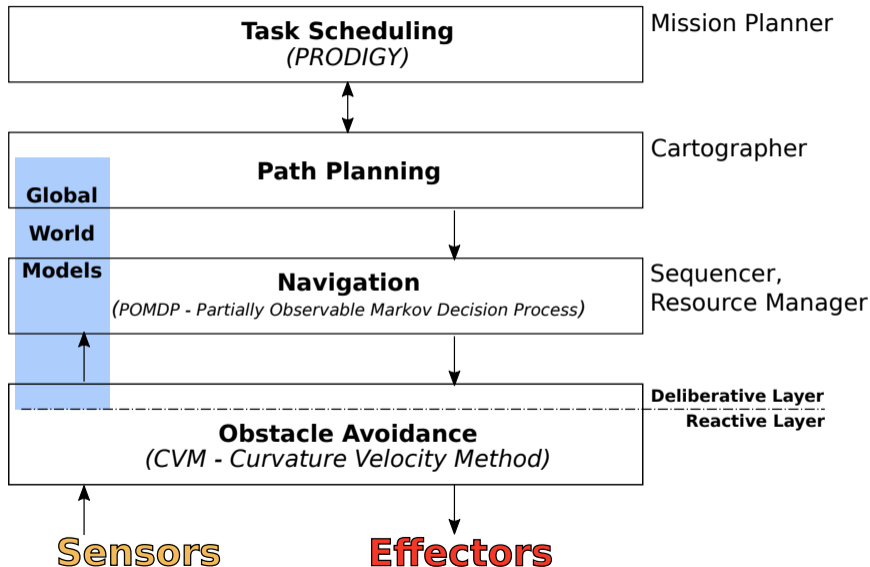 Task Scheduling
(PRODIGY)
Mission Planner
Path Planning
Cartographer
Global
World
Models
Navigation
(POMDP - Partially Observable Markov Decision Process)
Sequencer,
Resource Manager
Deliberative Layer
Reactive Layer
Obstacle Avoidance
(CVM - Curvature Velocity Method)
Sensors
Effectors